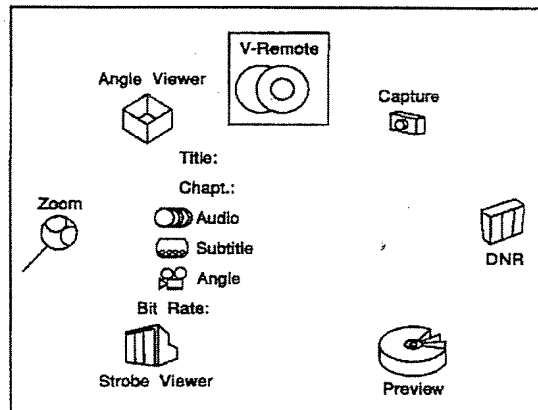 V-Remote
Angle Viewer
Capture
Title:
Chapt.:
Zoom
Audio
Subtitle
DNR
Angle
Bit Rate:
Strobe Viewer
Preview